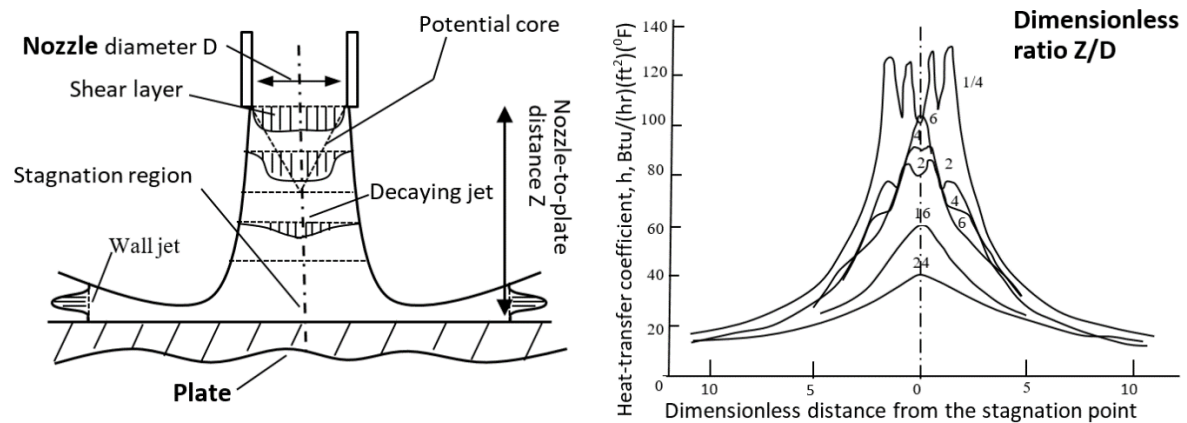 Potential core
Nozzle diameter D
Shear layer
Nozzle-to-plate
distance Z
Stagnation region
Decaying jet
Wall jet
Plate
Dimensionless
ratio Z/D
Heat-transfer coefficient, h, Btu/(hr)(ft²)(⁰F)
140
120
100
80
60
40
20
0
1/4
6
4
2
2
4
6
16
24
10
5
0
5
10
Dimensionless distance from the stagnation point